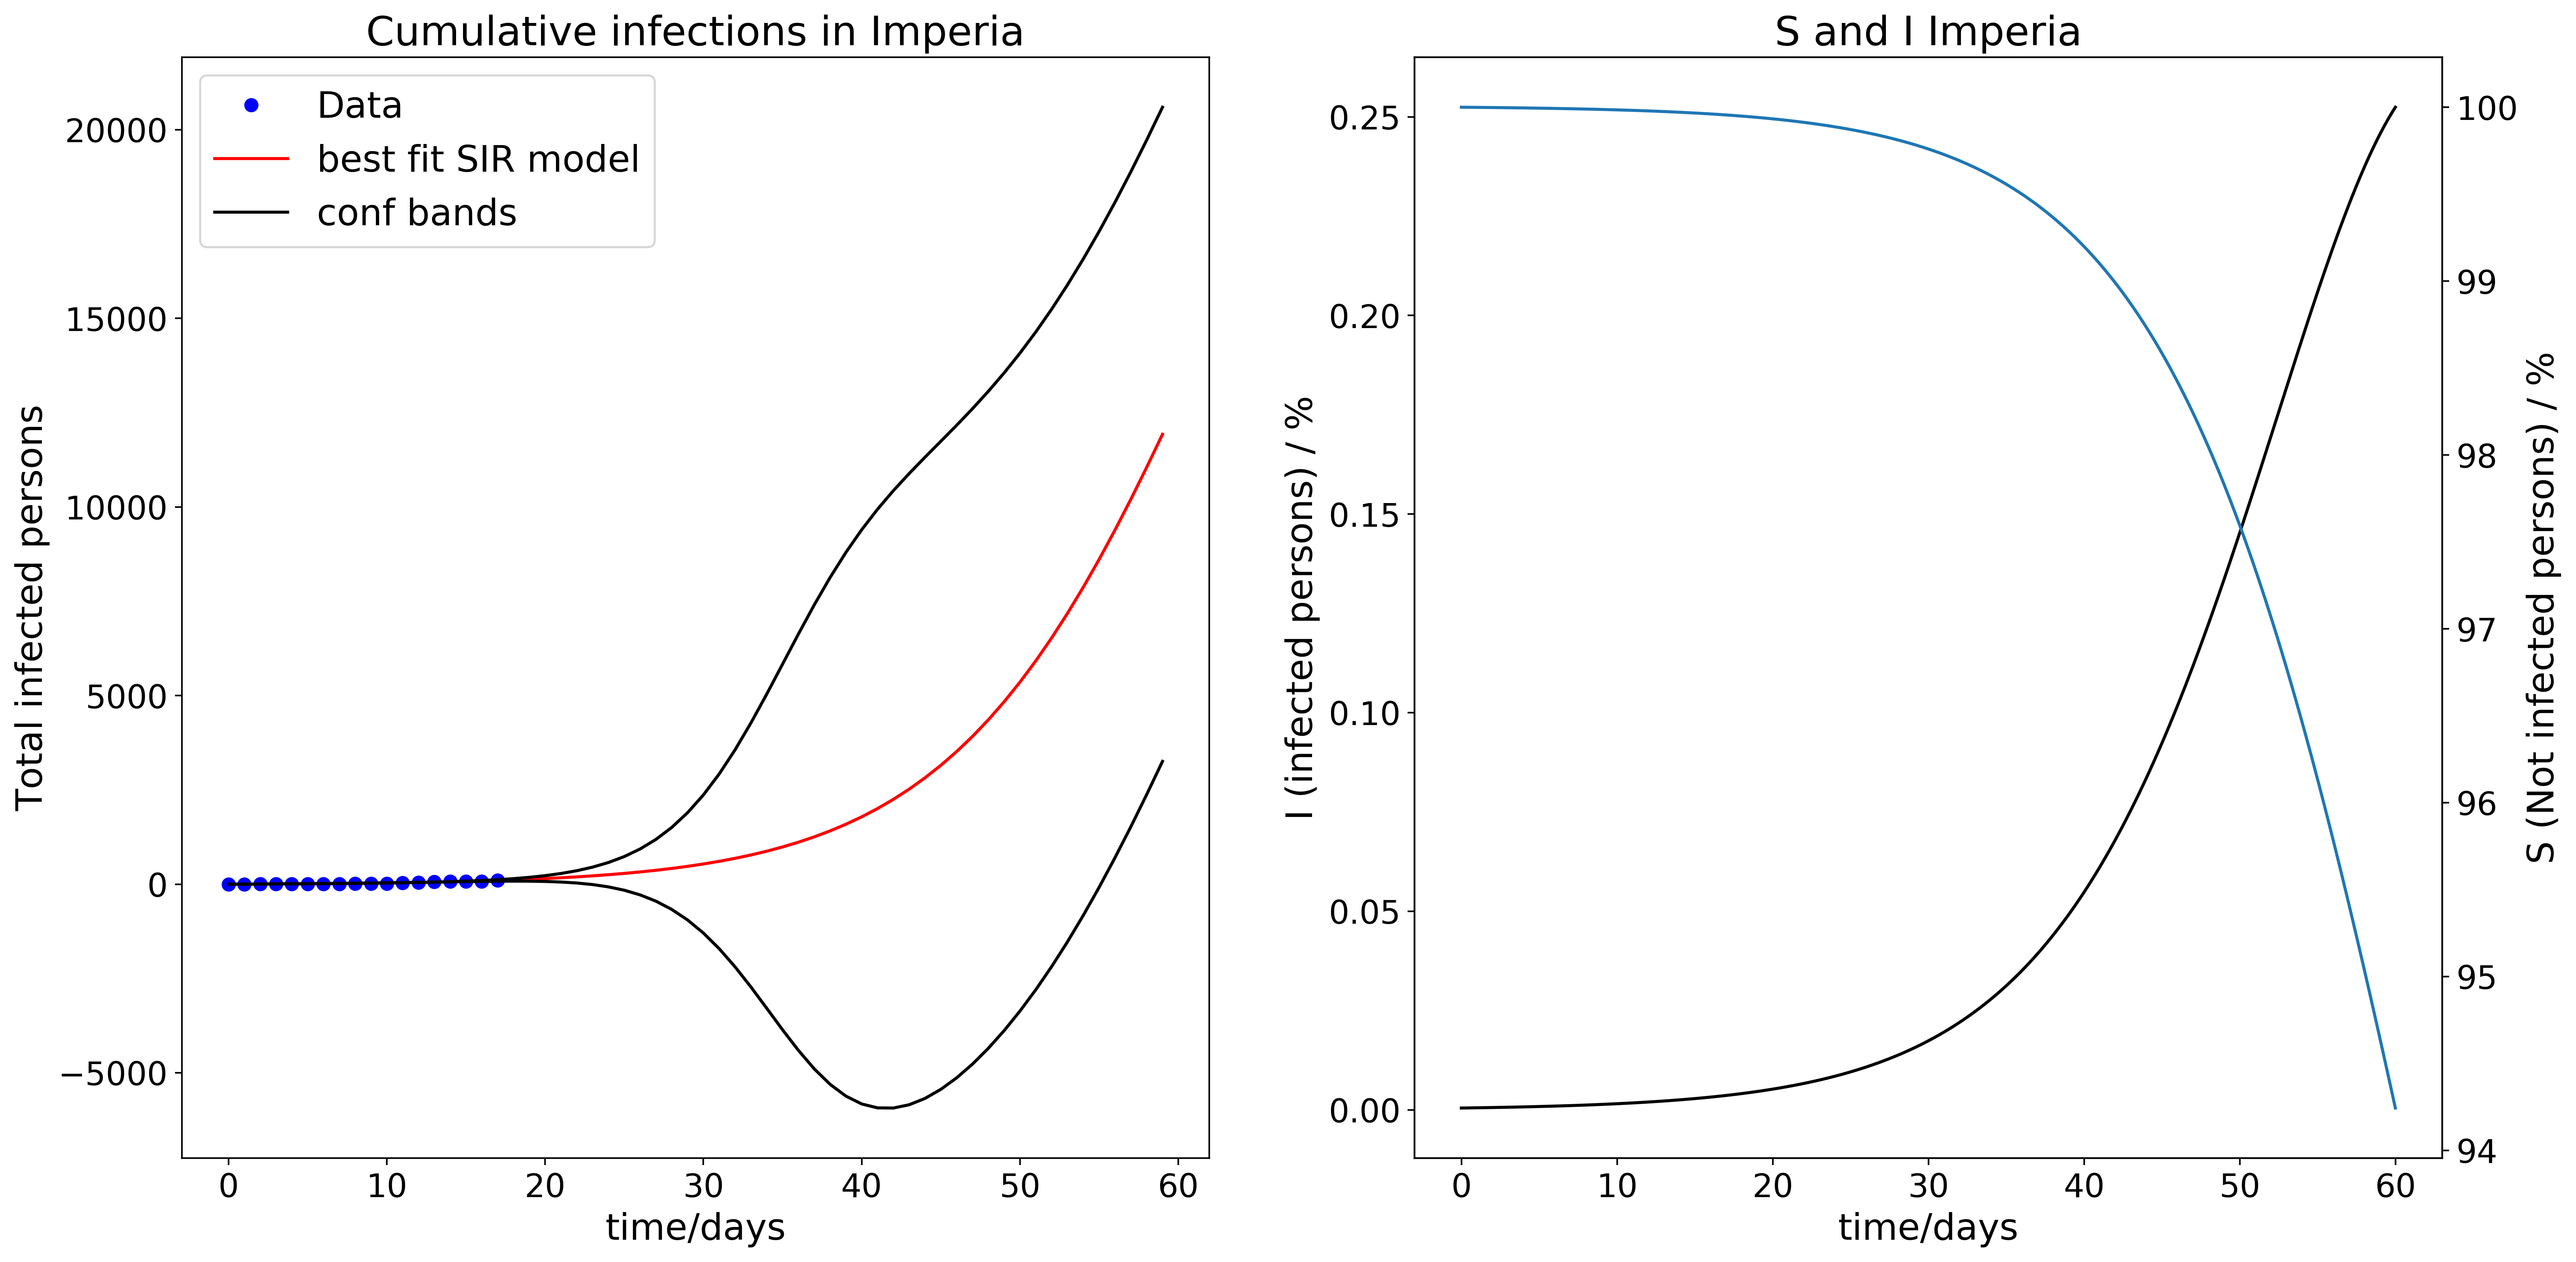 Cumulative infections in Imperia
Data
best fit SIR model
conf bands
Total infected persons
20000
15000
10000
5000
0
−5000
0 10 20 30 40 50 60
time/days
S and I Imperia
I (infected persons) / %
0.25
0.20
0.15
0.10
0.05
0.00
100
99
98
97
96
95
94
S (Not infected persons) / %
0 10 20 30 40 50 60
time/days